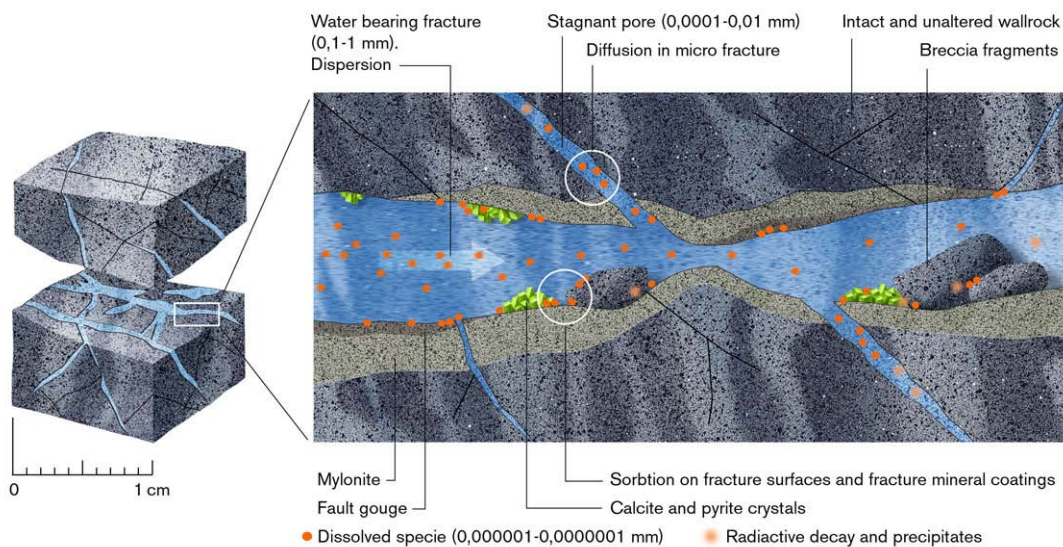 Water bearing fracture
(0,1-1 mm).
Dispersion
Stagnant pore (0,0001-0,01 mm)
Diffusion in micro fracture
Intact and unaltered wallrock
Breccia fragments
0
1 cm
Mylonite
Fault gouge
Sorbtion on fracture surfaces and fracture mineral coatings
Calcite and pyrite crystals
Dissolved specie (0,000001-0,0000001 mm)
Radiactive decay and precipitates